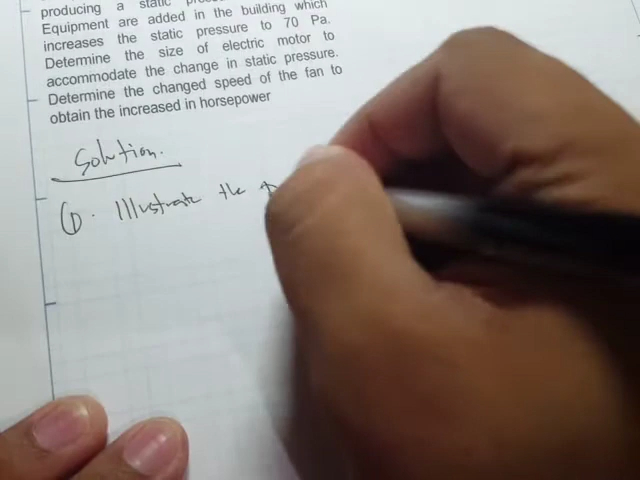 producing a static
Equipment are added in the building which
increases the static pressure to 70 Pa.
Determine the size of electric motor to
accommodate the change in static pressure.
Determine the changed speed of the fan to
obtain the increased in horsepower
Solution.
1. Illustrate the